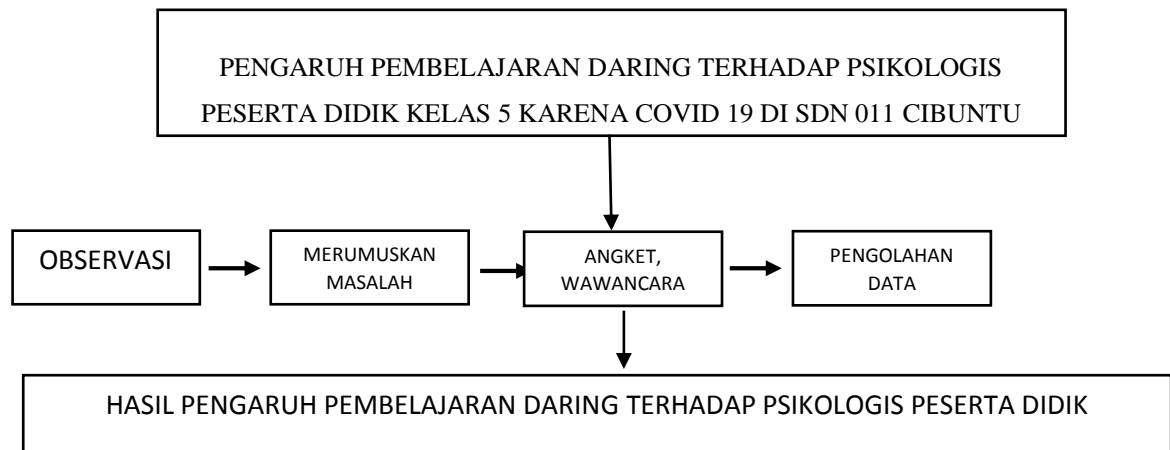 PENGARUH PEMBELAJARAN DARING TERHADAP PSIKOLOGIS
PESERTA DIDIK KELAS 5 KARENA COVID 19 DI SDN 011 CIBUNTU
OBSERVASI
MERUMUSKAN
MASALAH
ANGKET,
WAWANCARA
PENGOLAHAN
DATA
HASIL PENGARUH PEMBELAJARAN DARING TERHADAP PSIKOLOGIS PESERTA DIDIK